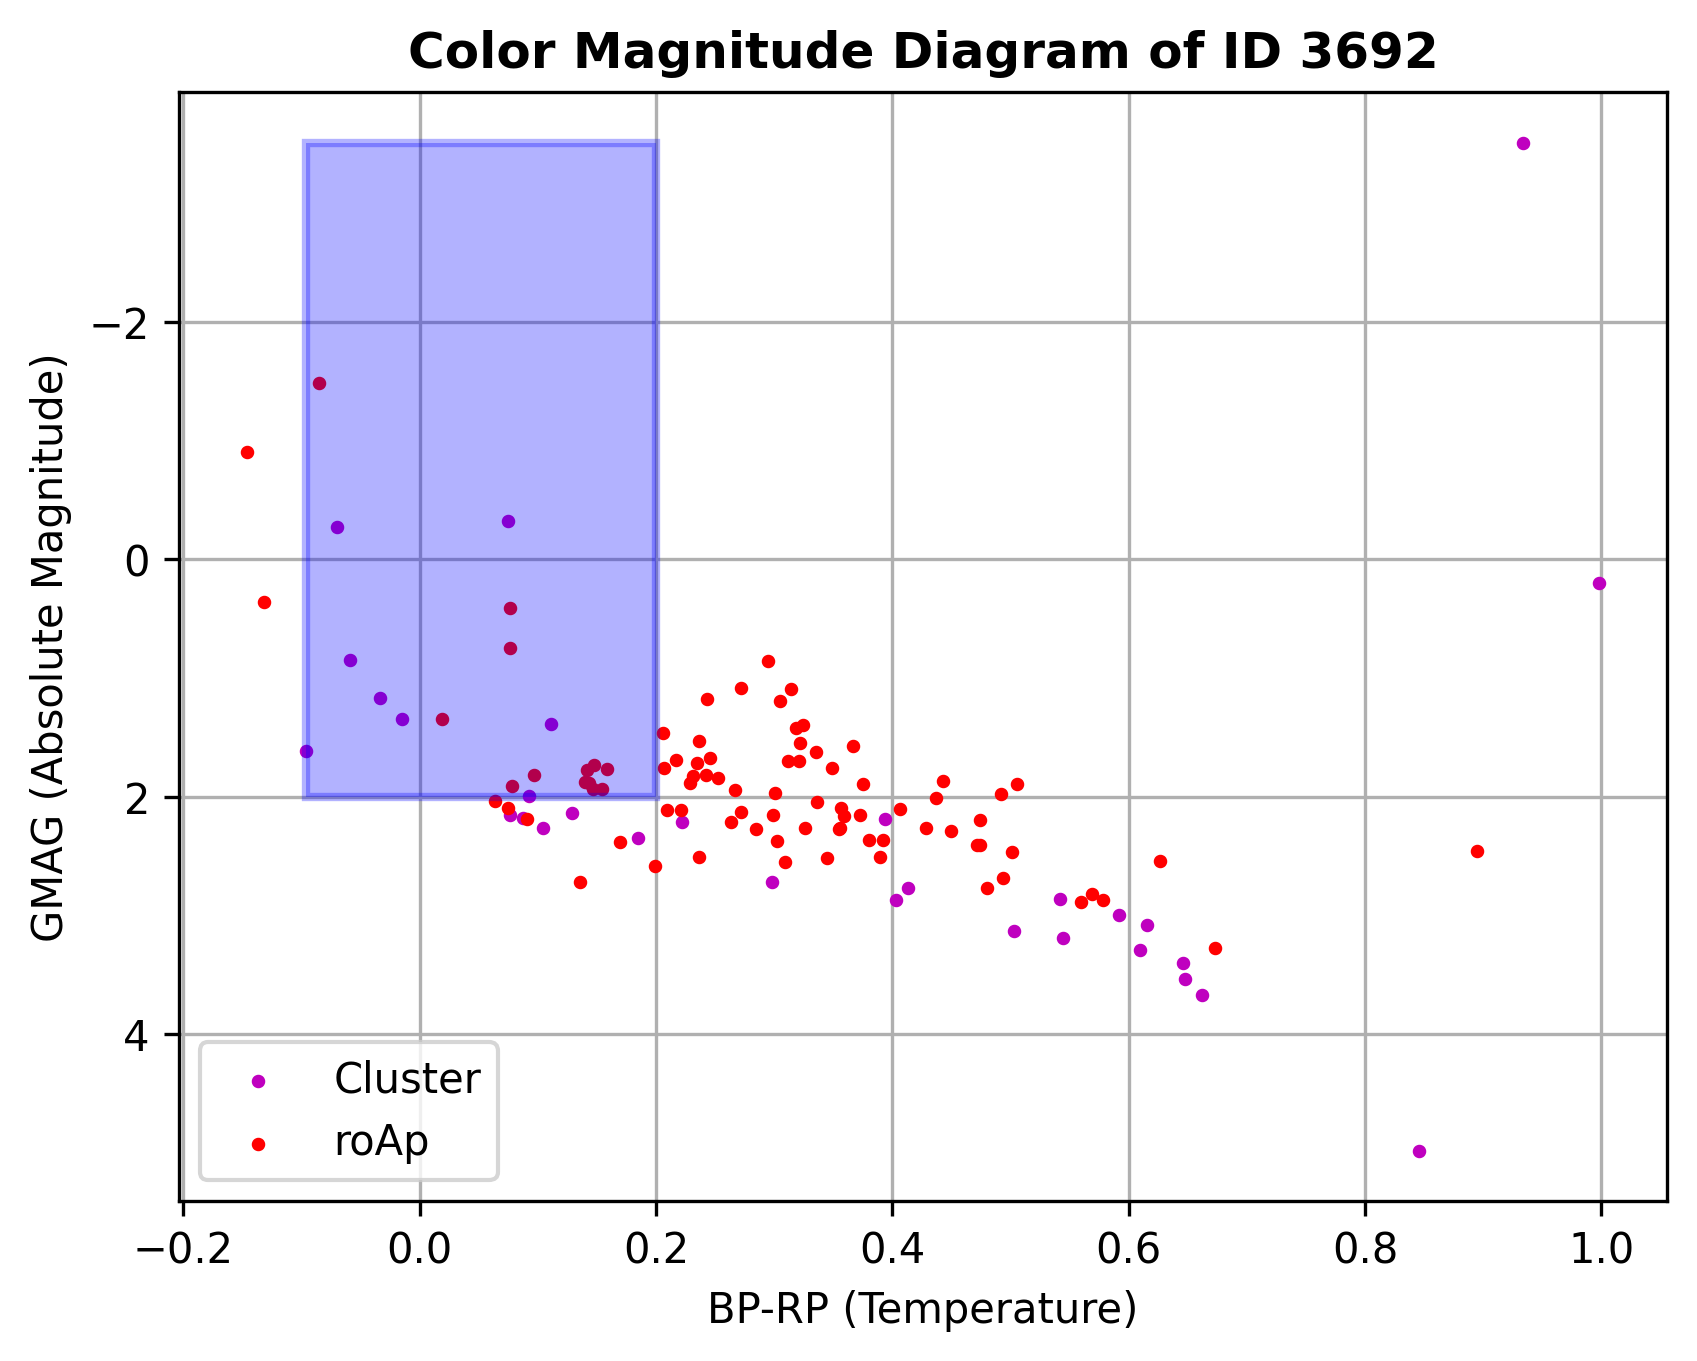 Color Magnitude Diagram of ID 3692
GMAG (Absolute Magnitude)
−2
0
2
4
Cluster
roAp
−0.2 0.0 0.2 0.4 0.6 0.8 1.0
BP-RP (Temperature)